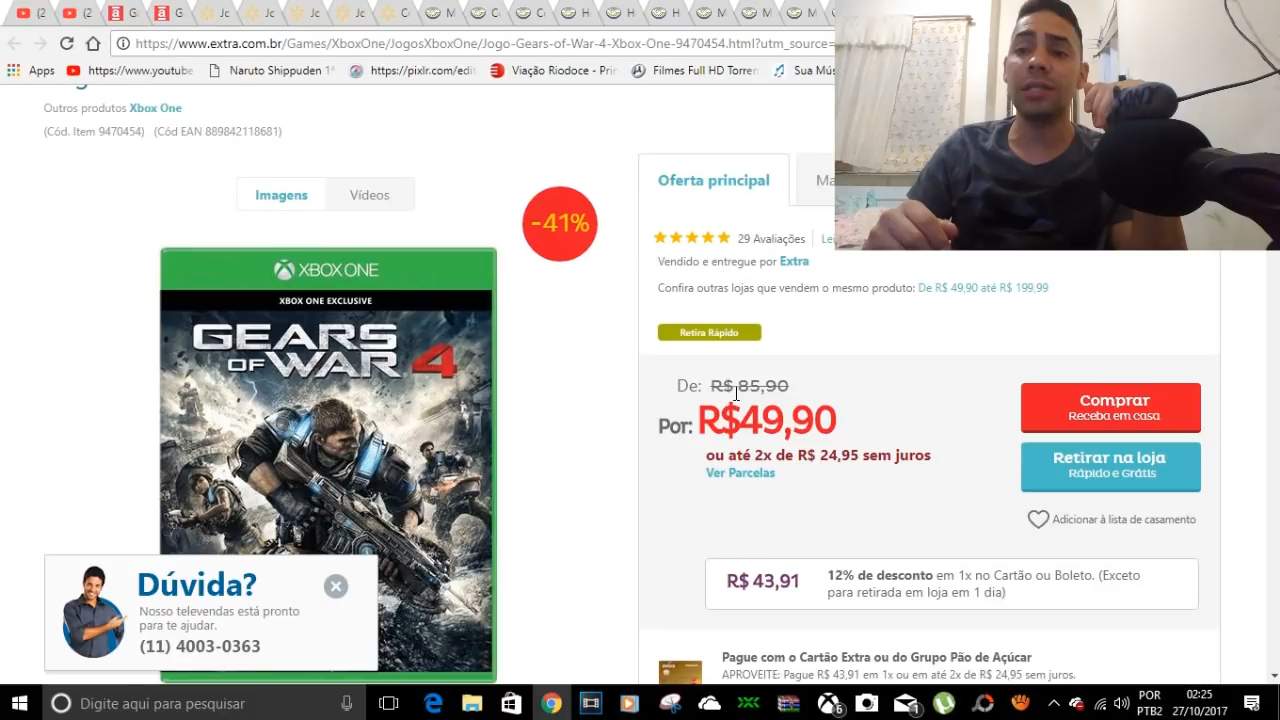 https://www.extra.com.br/Games/XboxOne/JogosXboxOne/Jogo-Gears-of-War-4-Xbox-One-9470454.html?utm_source=
Apps
https://www.youtube.
Naruto Shippuden 1ª
https://pixlr.com/edit
Viação Riodoce - Prin
Filmes Full HD Torren
Sua Mús
Outros produtos Xbox One
(Cód. Item 9470454) (Cód EAN 889842118681)
Imagens
Vídeos
-41%
XBOX ONE
XBOX ONE EXCLUSIVE
GEARS
OF WAR 4
Oferta principal
Ma
29 Avaliações
Le
Vendido e entregue por Extra
Confira outras lojas que vendem o mesmo produto: De R$ 49,90 até R$ 199,99
Retira Rápido
De: R$ 85,90
Por: R$49,90
ou até 2x de R$ 24,95 sem juros
Ver Parcelas
Comprar
Receba em casa
Retirar na loja
Rápido e Grátis
Adicionar à lista de casamento
R$ 43,91
12% de desconto em 1x no Cartão ou Boleto. (Exceto
para retirada em loja em 1 dia)
Pague com o Cartão Extra ou do Grupo Pão de Açúcar
APROVEITE: Pague R$ 43,91 em 1x ou em até 2x de R$ 24,95 sem juros.
Dúvida?
Nosso televendas está pronto
para te ajudar.
(11) 4003-0363
Digite aqui para pesquisar
6
1
POR
PTB2
02:25
27/10/2017